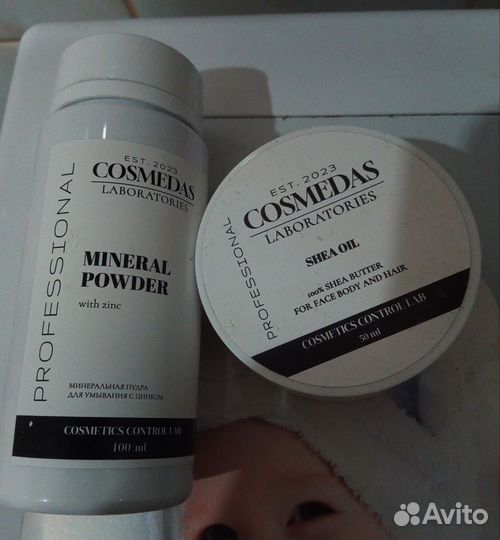 PROFESSIONAL
EST. 2023
COSMEDAS
LABORATORIES
MINERAL
POWDER
with zinc
МИНЕРАЛЬНАЯ ПУДРА
ДЛЯ УМЫВАНИЯ С ЦИНКОМ
COSMETICS CONTROL LAB
100 ml
PROFESSIONAL
EST. 2023
COSMEDAS
LABORATORIES
SHEA OIL
100% SHEA BUTTER
FOR FACE BODY AND HAIR
COSMETICS CONTROL LAB
50 ml
Avito